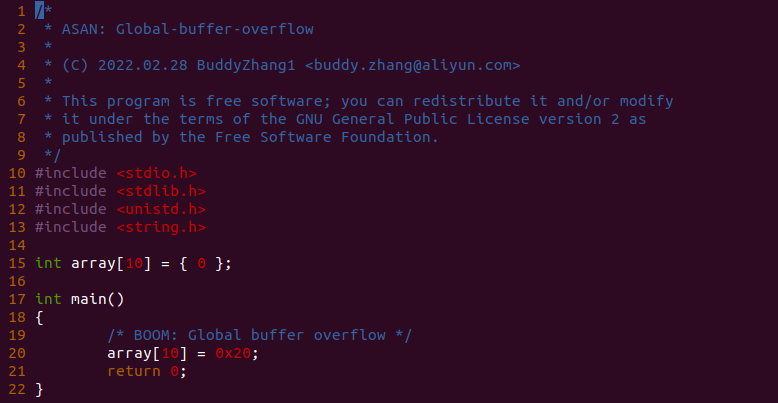 1 /*
2  * ASAN: Global-buffer-overflow
3  *
4  * (C) 2022.02.28 BuddyZhang1 <buddy.zhang@aliyun.com>
5  *
6  * This program is free software; you can redistribute it and/or modify
7  * it under the terms of the GNU General Public License version 2 as
8  * published by the Free Software Foundation.
9  */
10 #include <stdio.h>
11 #include <stdlib.h>
12 #include <unistd.h>
13 #include <string.h>
14
15 int array[10] = { 0 };
16
17 int main()
18 {
19         /* BOOM: Global buffer overflow */
20         array[10] = 0x20;
21         return 0;
22 }